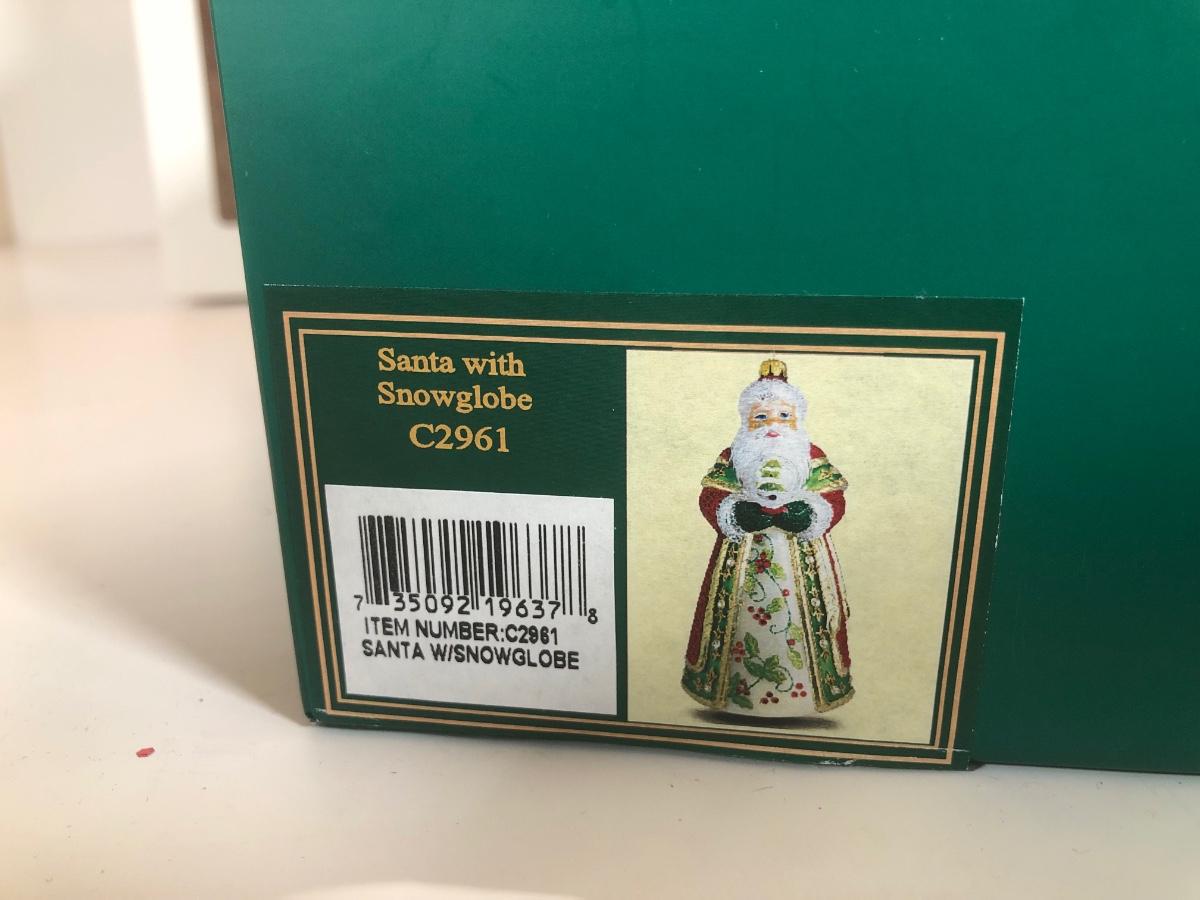 Santa with
Snowglobe
C2961
7 35092 19637 8
ITEM NUMBER:C2961
SANTA W/SNOWGLOBE